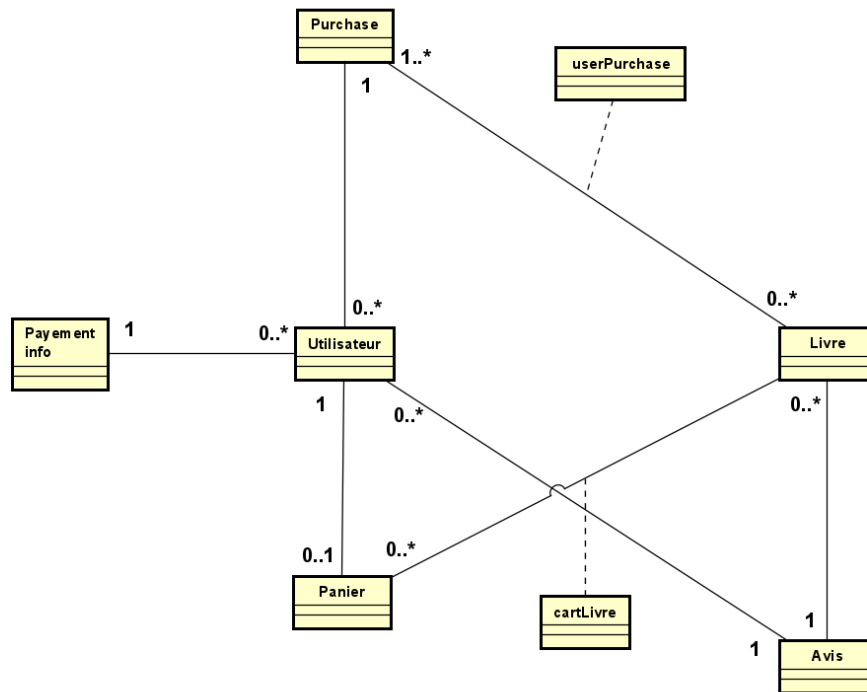 Purchase
1..*
1
userPurchase
0..*
0..*
Payement
info
1
0..*
Utilisateur
Livre
1
0..*
0..*
0..1
0..*
Panier
cartLivre
1
1
Avis